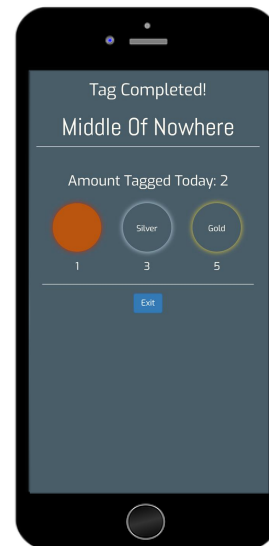 Tag Completed!
Middle Of Nowhere
Amount Tagged Today: 2
Silver Gold
1 3 5
Exit